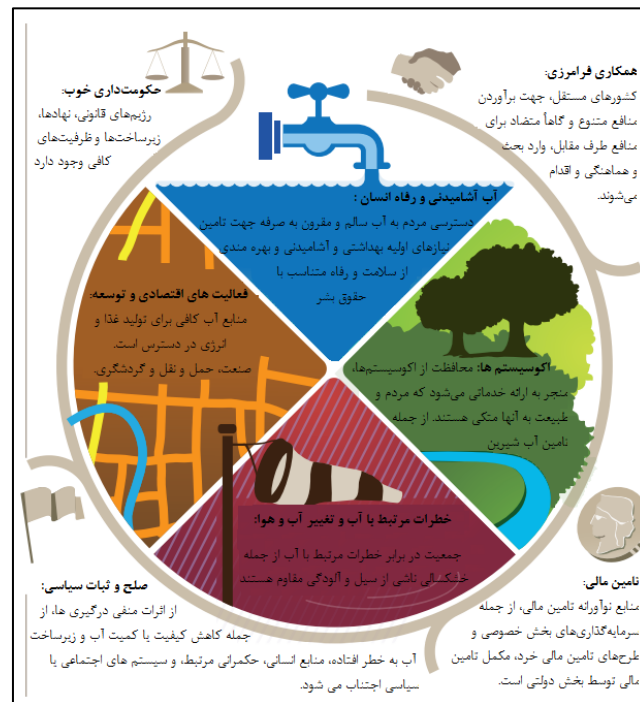 همکاری فرامرزی:
کشورهای مستقل، جهت برآوردن
منافع متنوع و گاهاً متضاد برای
منافع طرف مقابل، وارد بحث
و هماهنگی و اقدام
می‌شوند.
حکومت‌داری خوب:
رژیم‌های قانونی، نهادها،
زیرساخت‌ها و ظرفیت‌های
کافی وجود دارد
آب آشامیدنی و رفاه انسان :
دسترسی مردم به آب سالم و مقرون به صرفه جهت تامین
نیازهای اولیه بهداشتی و آشامیدنی و بهره مندی
از سلامت و رفاه متناسب با
حقوق بشر
فعالیت های اقتصادی و توسعه:
منابع آب کافی برای تولید غذا و
انرژی در دسترس است.
صنعت، حمل و نقل و گردشگری.
اکوسیستم ها: محافظت از اکوسیستم‌ها،
منجر به ارائه خدماتی می‌شود که مردم و
طبیعت به آنها متکی هستند. از جمله
تامین آب شیرین
خطرات مرتبط با آب و تغییر آب و هوا:
جمعیت در برابر خطرات مرتبط با آب از جمله
خشکسالی ناشی از سیل و آلودگی مقاوم هستند
تامین مالی:
منابع نوآورانه تامین مالی، از جمله
سرمایه‌گذاری‌های بخش خصوصی و
طرح‌های تامین مالی خرد، مکمل تامین
مالی توسط بخش دولتی است.
صلح و ثبات سیاسی:
از اثرات منفی درگیری ها، از
جمله کاهش کیفیت یا کمیت آب و زیرساخت
آب به خطر افتاده، منابع انسانی، حکمرانی مرتبط، و سیستم های اجتماعی یا
سیاسی اجتناب می شود.